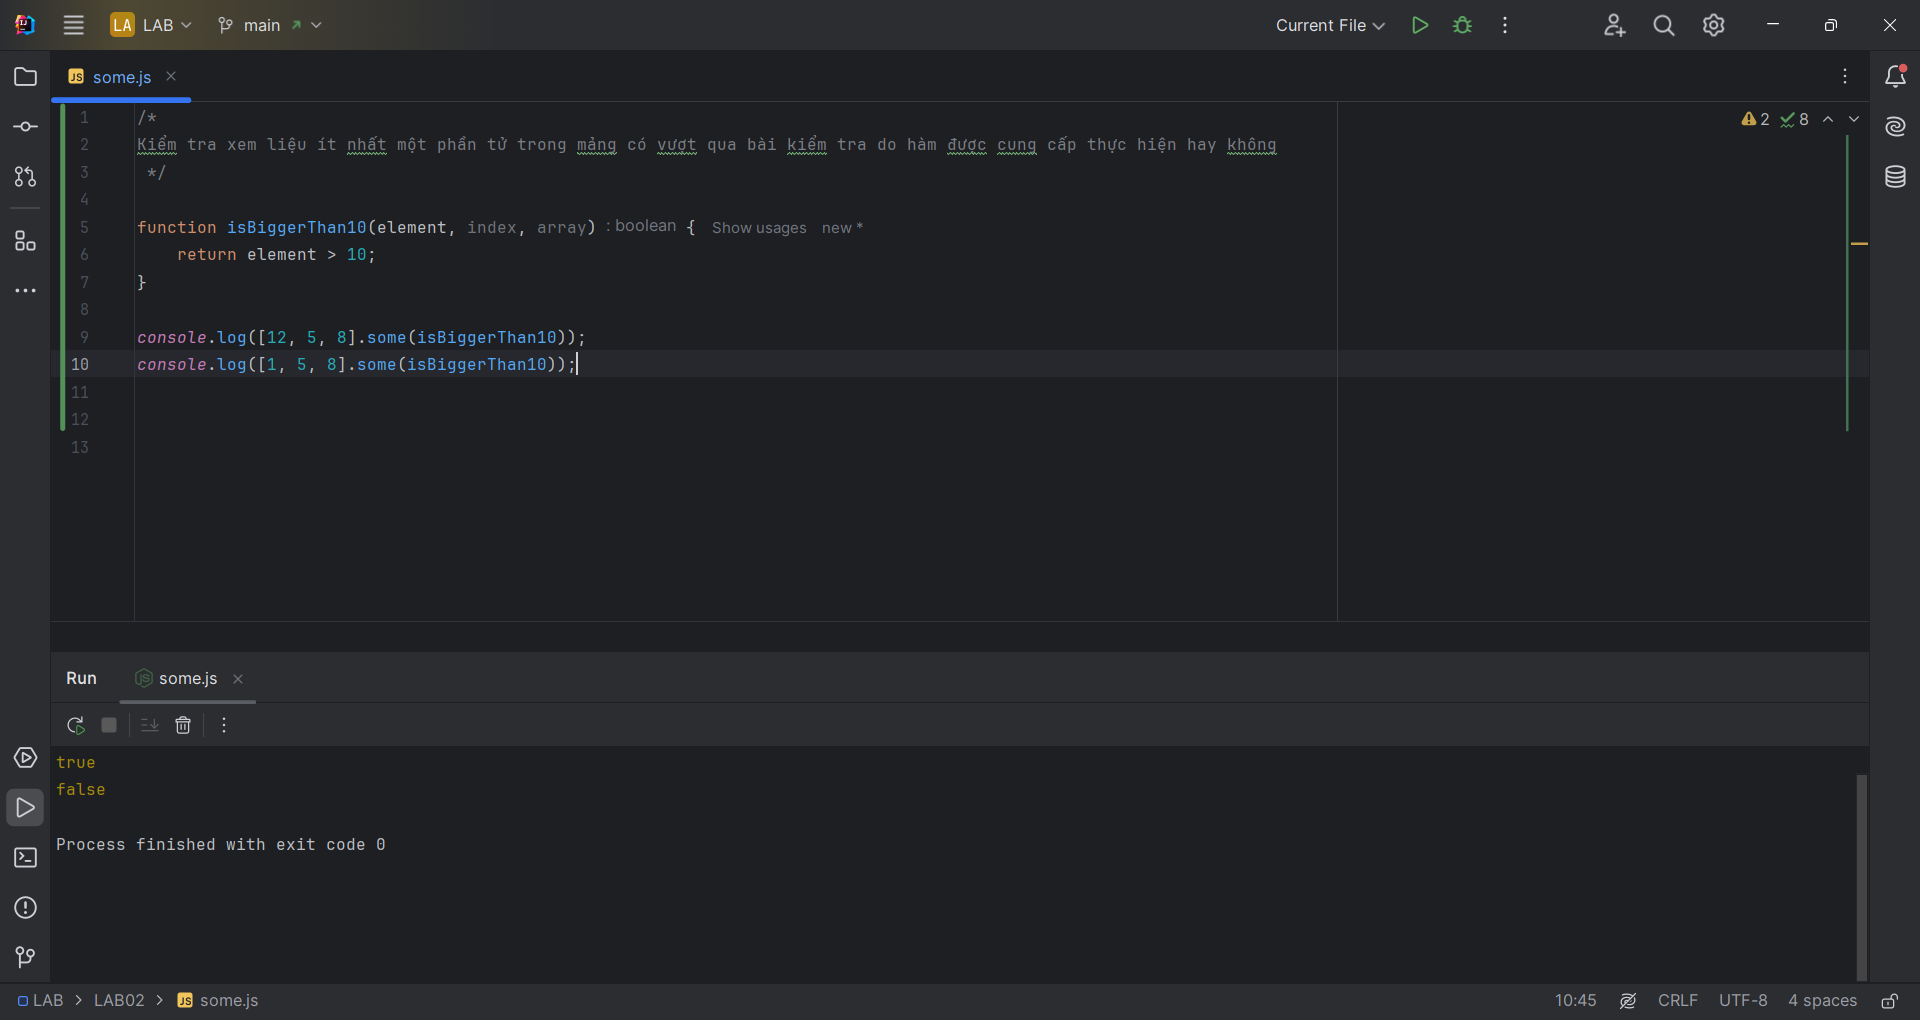 LA LAB main Current File
some.js
1 /* 2 8
2 Kiểm tra xem liệu ít nhất một phần tử trong mảng có vượt qua bài kiểm tra do hàm được cung cấp thực hiện hay không
3 */
4
5 function isBiggerThan10(element, index, array) : boolean { Show usages new *
6 return element > 10;
7 }
8
9 console.log([12, 5, 8].some(isBiggerThan10));
10 console.log([1, 5, 8].some(isBiggerThan10));
11
12
13
Run some.js
true
false
Process finished with exit code 0
LAB > LAB02 > JS some.js 10:45 CRLF UTF-8 4 spaces